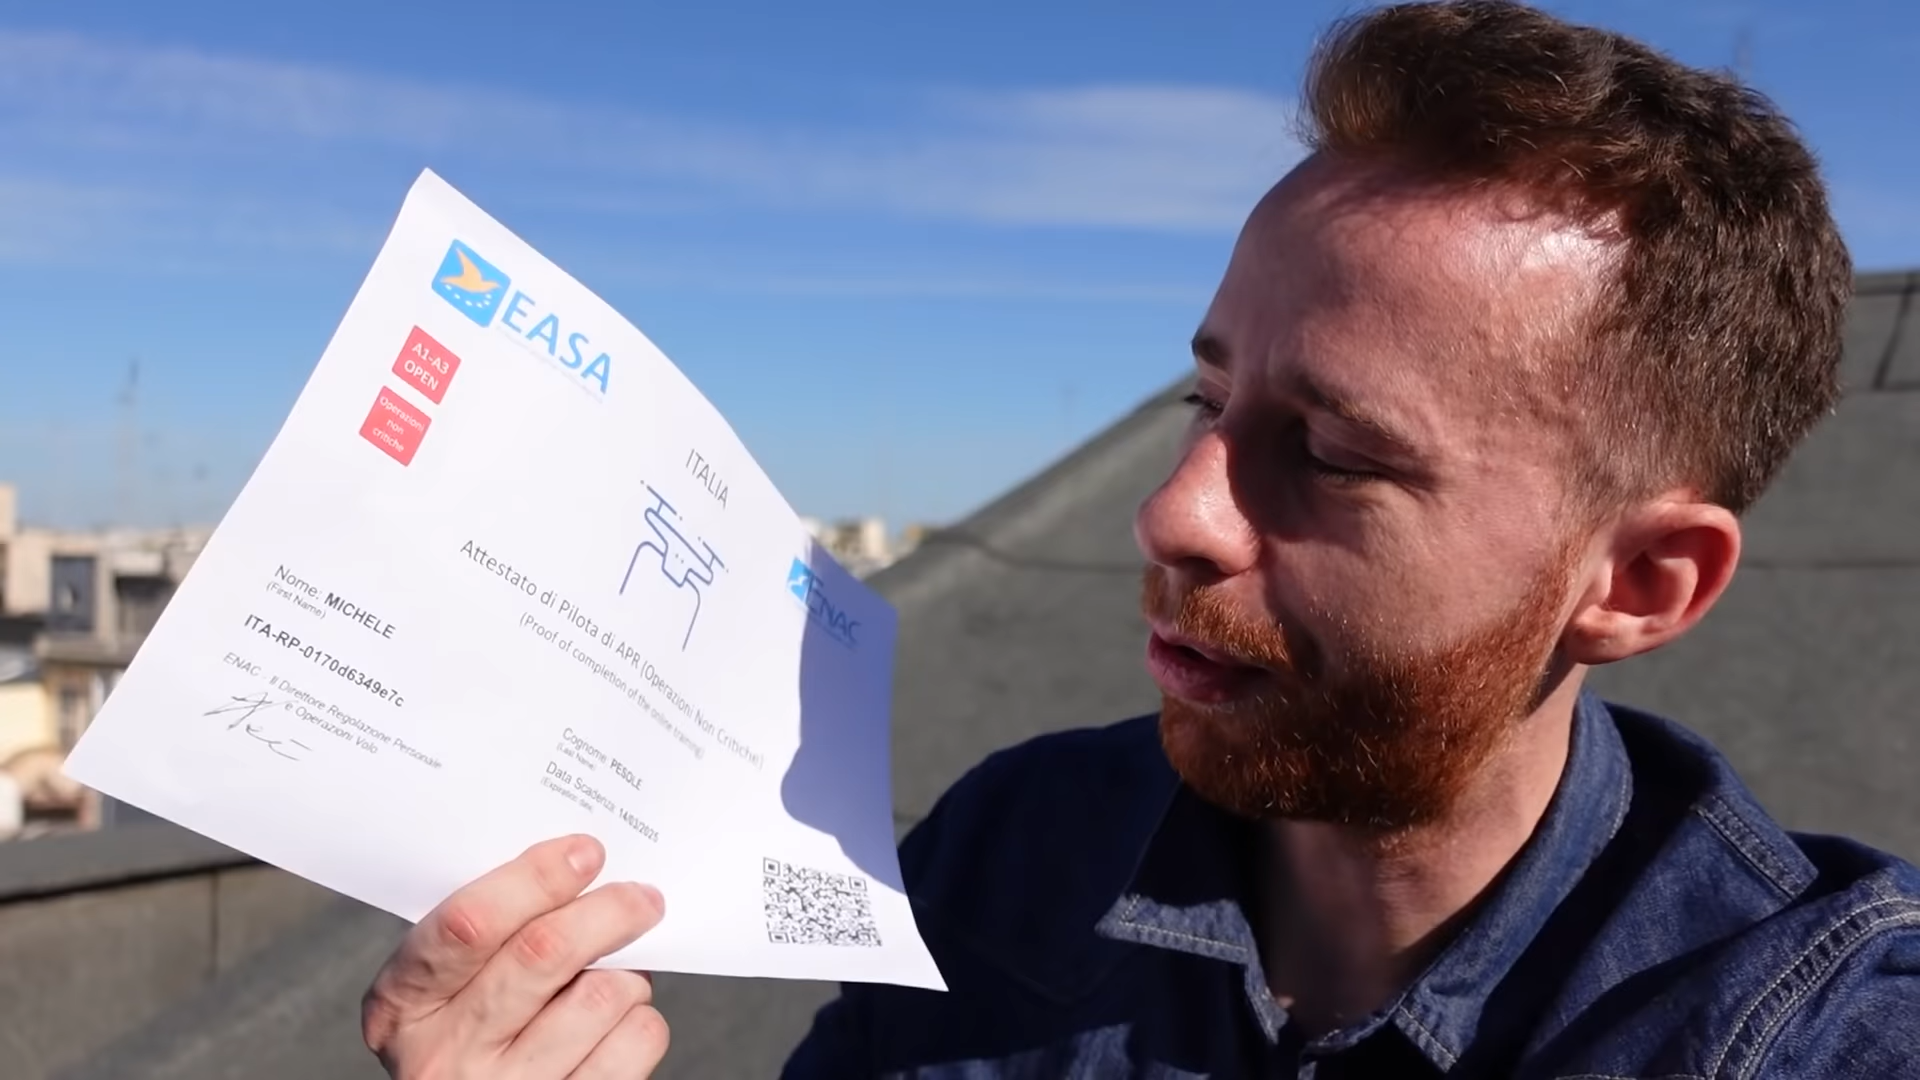 EASA
A1-A3
OPEN
Operazioni
non
critiche
ITALIA
ENAC
Attestato di Pilota di APR (Operazioni Non Critiche)
(Proof of completion of the online training)
Nome: MICHELE
(First Name)
ITA-RP-0170d6349e7c
ENAC - Il Direttore Regolazione Personale
e Operazioni Volo
Cognome: PESOLE
(Last Name)
Data Scadenza: 14/03/2025
(Expiration